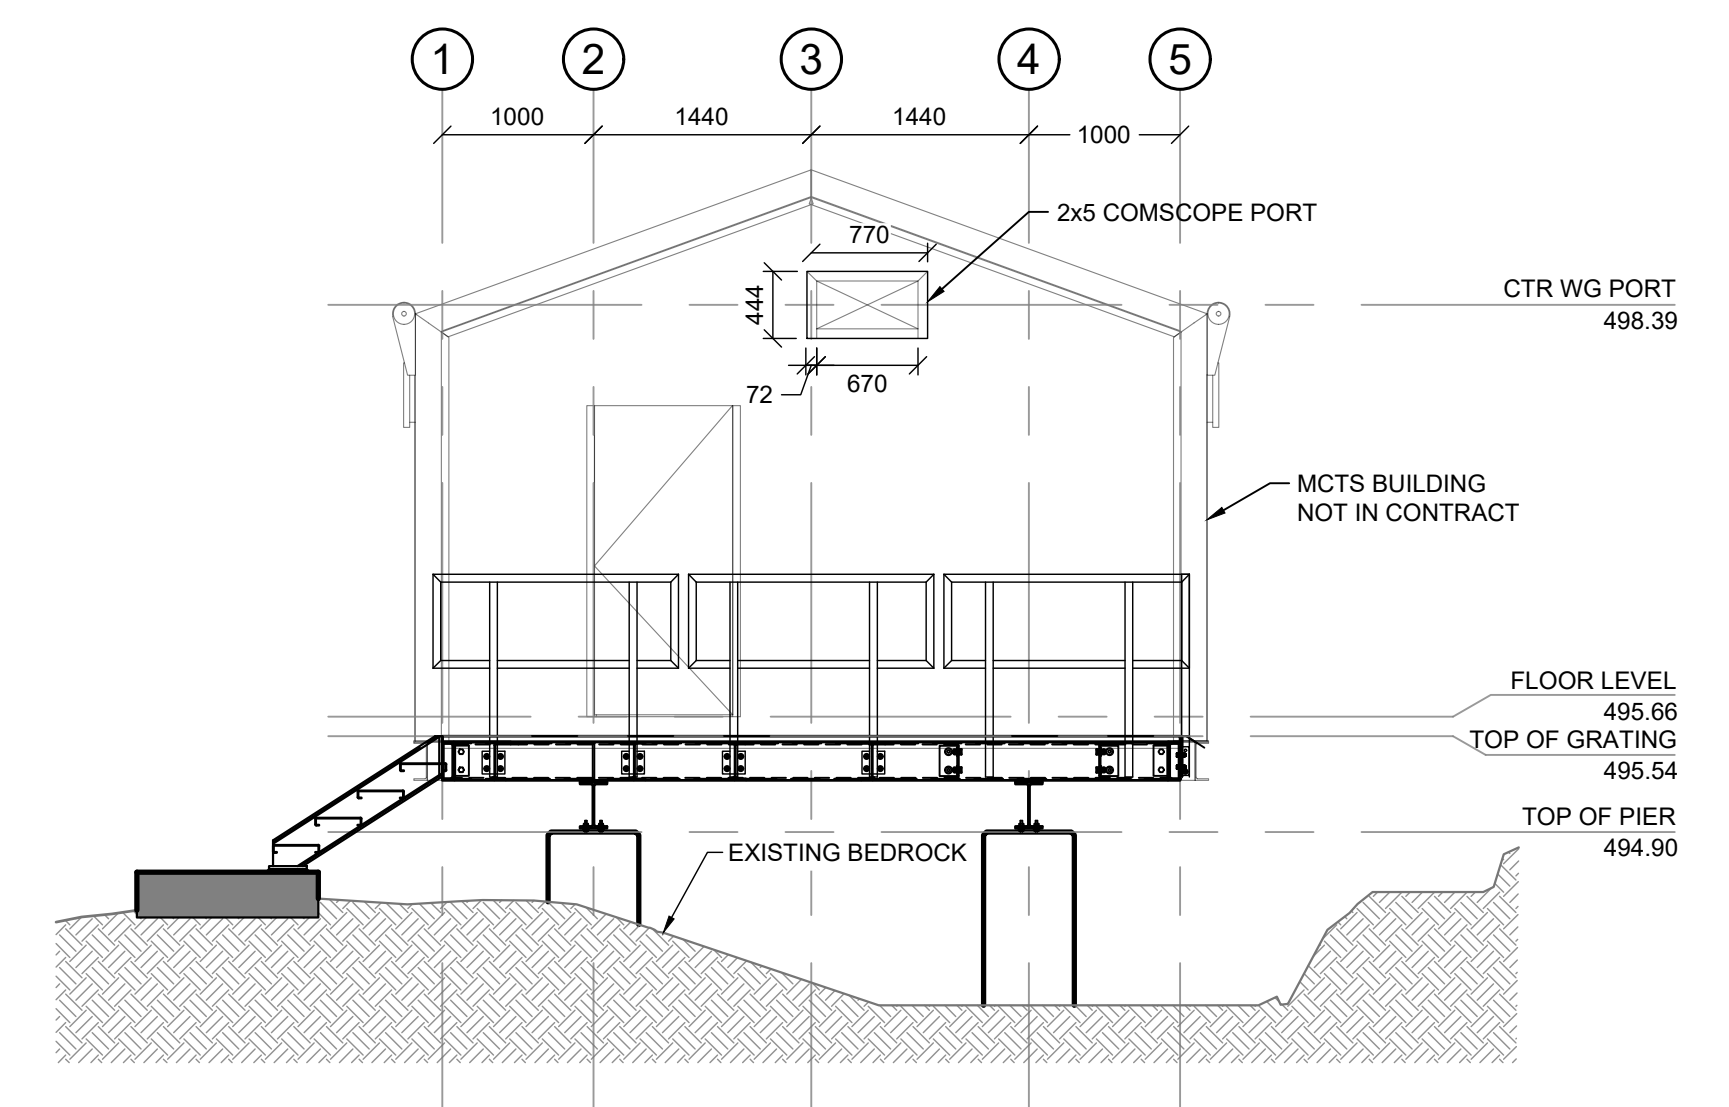 1 2 3 4 5
1000 1440 1440 1000
2x5 COMSCOPE PORT
770
444
CTR WG PORT
498.39
72 670
MCTS BUILDING
NOT IN CONTRACT
FLOOR LEVEL
495.66
TOP OF GRATING
495.54
TOP OF PIER
494.90
EXISTING BEDROCK